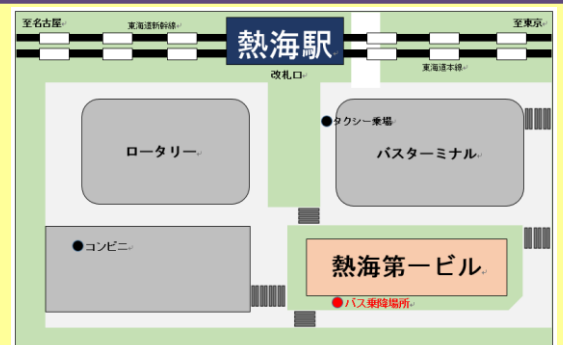 至名古屋
東海道新幹線
熱海駅
至東京
改札口
東海道本線
●タクシー乗場
ロータリー
バスターミナル
●コンビニ
熱海第一ビル
●バス乗降場所